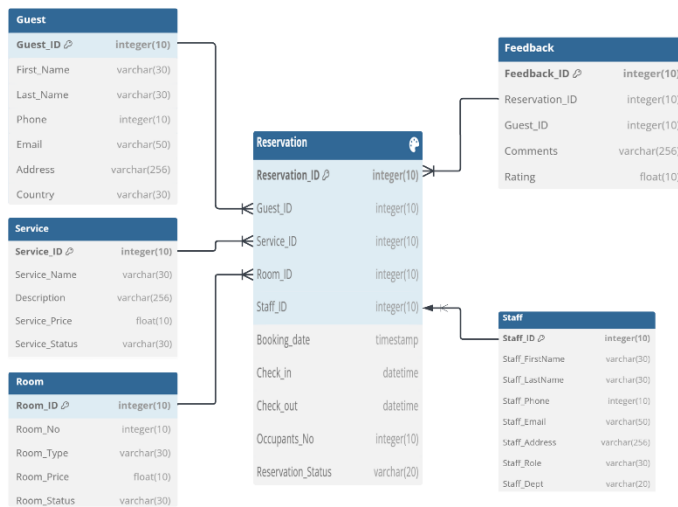 Guest
Guest_ID integer(10)
First_Name varchar(30)
Last_Name varchar(30)
Phone integer(10)
Email varchar(50)
Address varchar(256)
Country varchar(30)
Service
Service_ID integer(10)
Service_Name varchar(30)
Description varchar(256)
Service_Price float(10)
Service_Status varchar(30)
Room
Room_ID integer(10)
Room_No integer(10)
Room_Type varchar(30)
Room_Price float(10)
Room_Status varchar(30)
Reservation
Reservation_ID integer(10)
Guest_ID integer(10)
Service_ID integer(10)
Room_ID integer(10)
Staff_ID integer(10)
Booking_date timestamp
Check_in datetime
Check_out datetime
Occupants_No integer(10)
Reservation_Status varchar(20)
Feedback
Feedback_ID integer(10)
Reservation_ID integer(10)
Guest_ID integer(10)
Comments varchar(256)
Rating float(10)
Staff
Staff_ID integer(10)
Staff_FirstName varchar(30)
Staff_LastName varchar(30)
Staff_Phone integer(10)
Staff_Email varchar(50)
Staff_Address varchar(256)
Staff_Role varchar(30)
Staff_Dept varchar(20)